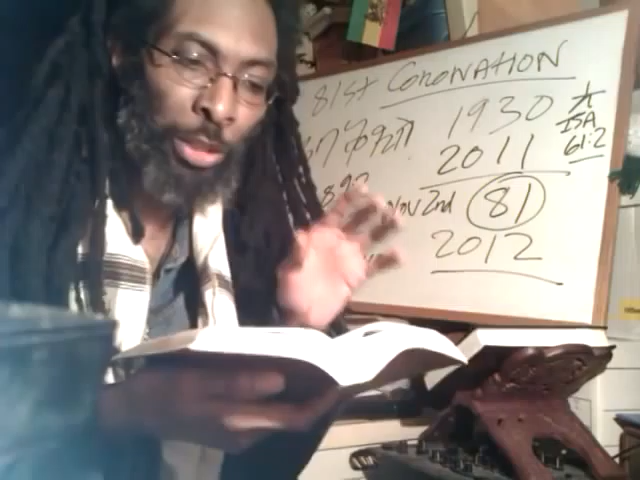 81st CORONATION
1930
2011
Nov 2nd 81
2012
ISA
61:2